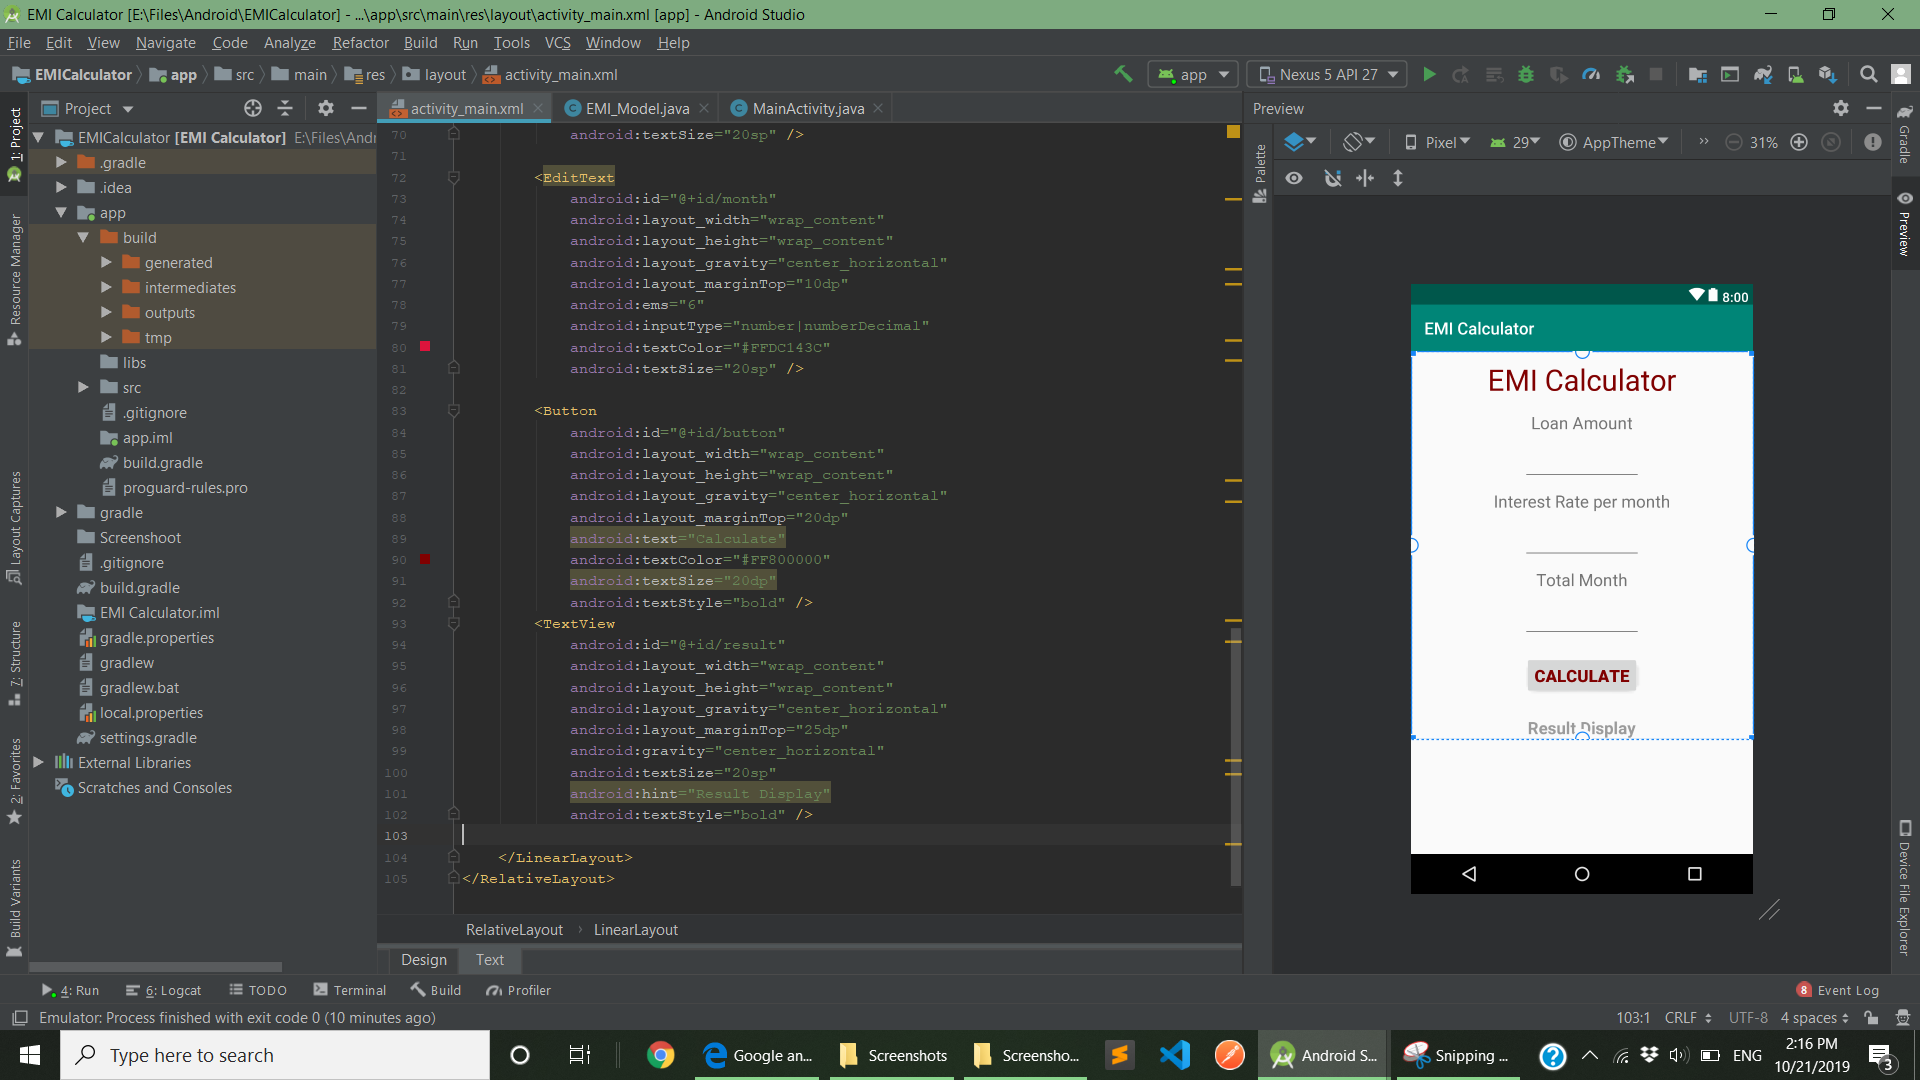 EMI Calculator [E:\Files\Android\EMICalculator] - ...\app\src\main\res\layout\activity_main.xml [app] - Android Studio
File Edit View Navigate Code Analyze Refactor Build Run Tools VCS Window Help
EMICalculator app src main res layout activity_main.xml
app Nexus 5 API 27
1: Project
Resource Manager
Layout Captures
7: Structure
2: Favorites
Build Variants
Project
EMICalculator [EMI Calculator] E:\Files\Andr
.gradle
.idea
app
build
generated
intermediates
outputs
tmp
libs
src
.gitignore
app.iml
build.gradle
proguard-rules.pro
gradle
Screenshoot
.gitignore
build.gradle
EMI Calculator.iml
gradle.properties
gradlew
gradlew.bat
local.properties
settings.gradle
External Libraries
Scratches and Consoles
activity_main.xml EMI_Model.java MainActivity.java
70 android:textSize="20sp" />
71
72 <EditText
73 android:id="@+id/month"
74 android:layout_width="wrap_content"
75 android:layout_height="wrap_content"
76 android:layout_gravity="center_horizontal"
77 android:layout_marginTop="10dp"
78 android:ems="6"
79 android:inputType="number|numberDecimal"
80 android:textColor="#FFDC143C"
81 android:textSize="20sp" />
82
83 <Button
84 android:id="@+id/button"
85 android:layout_width="wrap_content"
86 android:layout_height="wrap_content"
87 android:layout_gravity="center_horizontal"
88 android:layout_marginTop="20dp"
89 android:text="Calculate"
90 android:textColor="#FF800000"
91 android:textSize="20dp"
92 android:textStyle="bold" />
93 <TextView
94 android:id="@+id/result"
95 android:layout_width="wrap_content"
96 android:layout_height="wrap_content"
97 android:layout_gravity="center_horizontal"
98 android:layout_marginTop="25dp"
99 android:gravity="center_horizontal"
100 android:textSize="20sp"
101 android:hint="Result Display"
102 android:textStyle="bold" />
103
104 </LinearLayout>
105 </RelativeLayout>
RelativeLayout › LinearLayout
Design Text
Preview
Palette
Pixel 29 AppTheme » 31%
8:00
EMI Calculator
EMI Calculator
Loan Amount
Interest Rate per month
Total Month
CALCULATE
Result Display
Gradle
Preview
Device File Explorer
4: Run 6: Logcat TODO Terminal Build Profiler 8 Event Log
Emulator: Process finished with exit code 0 (10 minutes ago) 103:1 CRLF UTF-8 4 spaces
Type here to search Google an... Screenshots Screensho... Android S... Snipping ... ENG 2:16 PM
10/21/2019 3